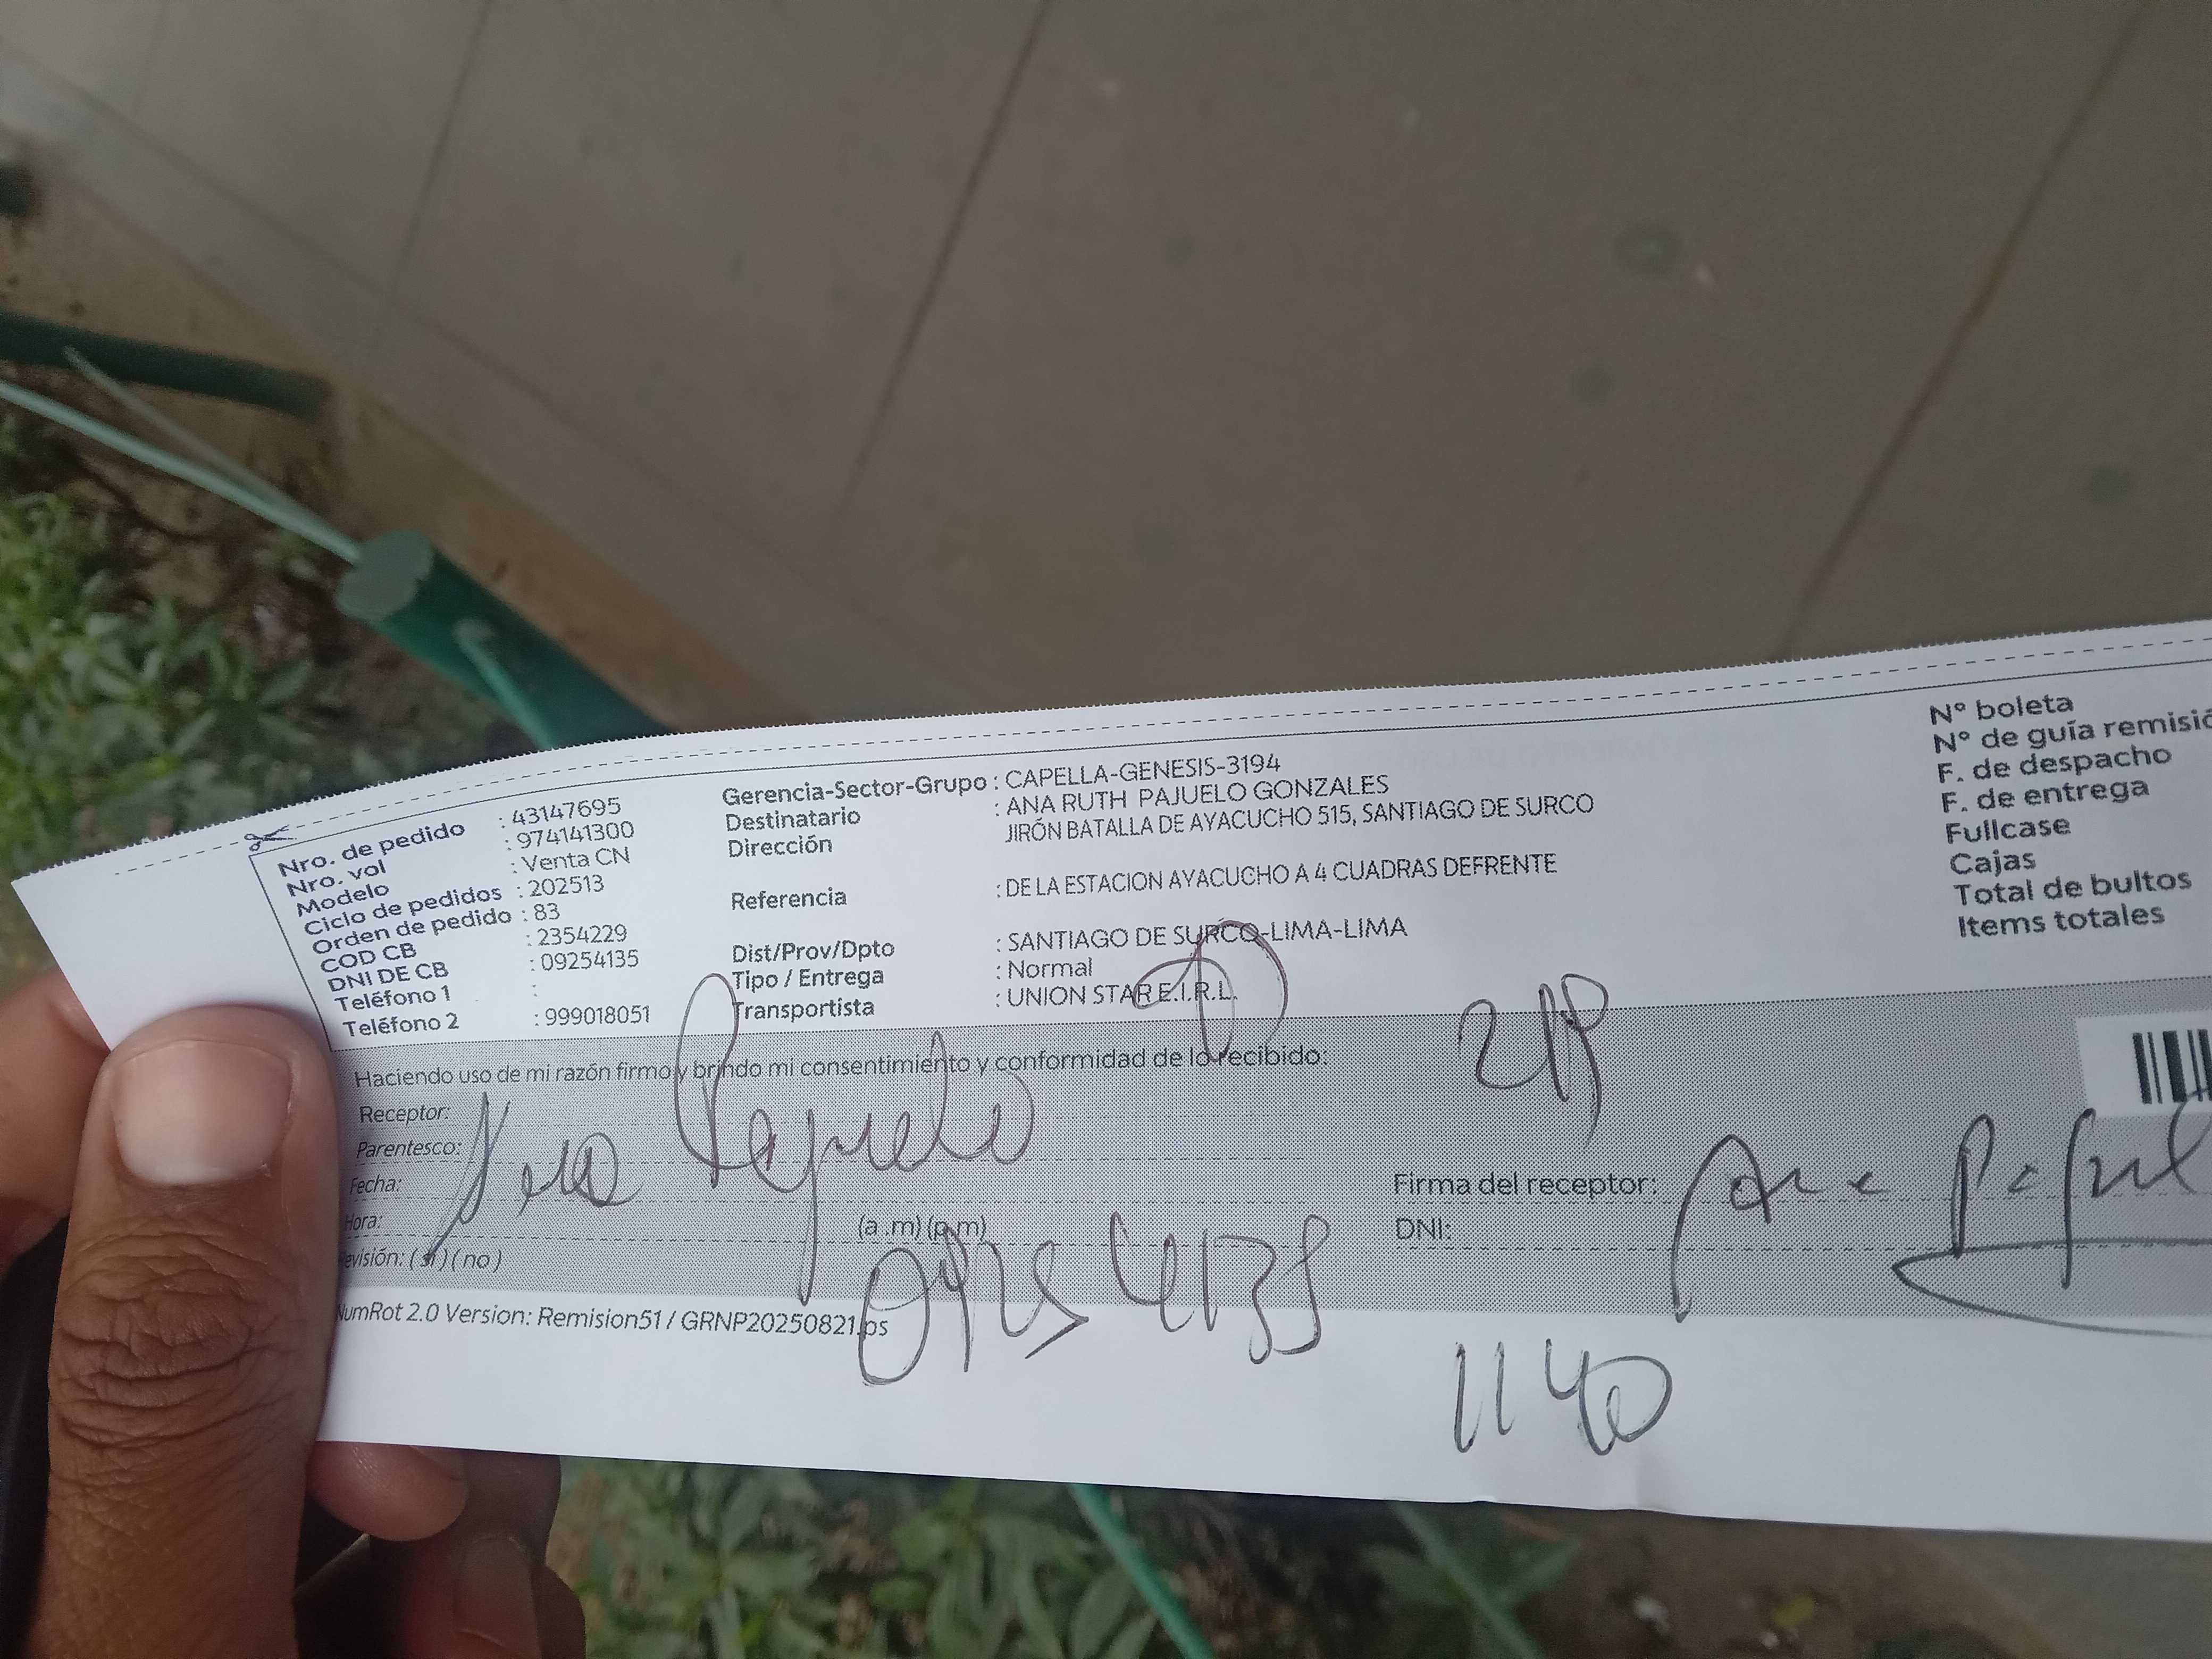 Nro. de pedido : 43147695
Nro. vol : 974141300
Modelo : Venta CN
Ciclo de pedidos : 202513
Orden de pedido : 83
COD CB : 2354229
DNI DE CB : 09254135
Teléfono 1 :
Teléfono 2 : 999018051
Gerencia-Sector-Grupo : CAPELLA-GENESIS-3194
Destinatario : ANA RUTH PAJUELO GONZALES
Dirección JIRÓN BATALLA DE AYACUCHO 515, SANTIAGO DE SURCO
Referencia : DE LA ESTACION AYACUCHO A 4 CUADRAS DEFRENTE
Dist/Prov/Dpto : SANTIAGO DE SURCO-LIMA-LIMA
Tipo / Entrega : Normal
Transportista : UNION STAR E.I.R.L.
N° boleta
N° de guía remisió
F. de despacho
F. de entrega
Fullcase
Cajas
Total de bultos
Items totales
Haciendo uso de mi razón firmo y brindo mi consentimiento y conformidad de lo recibido:
Receptor:
Parentesco: Pajuelo
Fecha:
Hora: (a .m) (p.m)
evisión: ( si ) ( no )
Firma del receptor: Ana Pajuel
DNI:
NumRot 2.0 Version: Remision51 / GRNP20250821.ps
1140